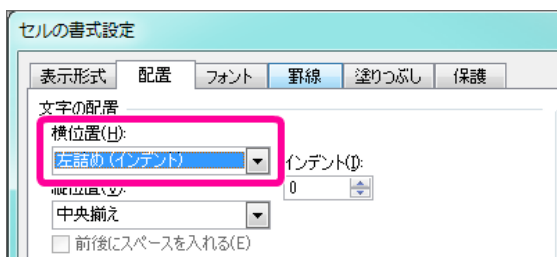 セルの書式設定
表示形式 配置 フォント 罫線 塗りつぶし 保護
文字の配置
横位置(H):
左詰め (インデント) インデント(I):
縦位置(V): 0
中央揃え
前後にスペースを入れる(E)